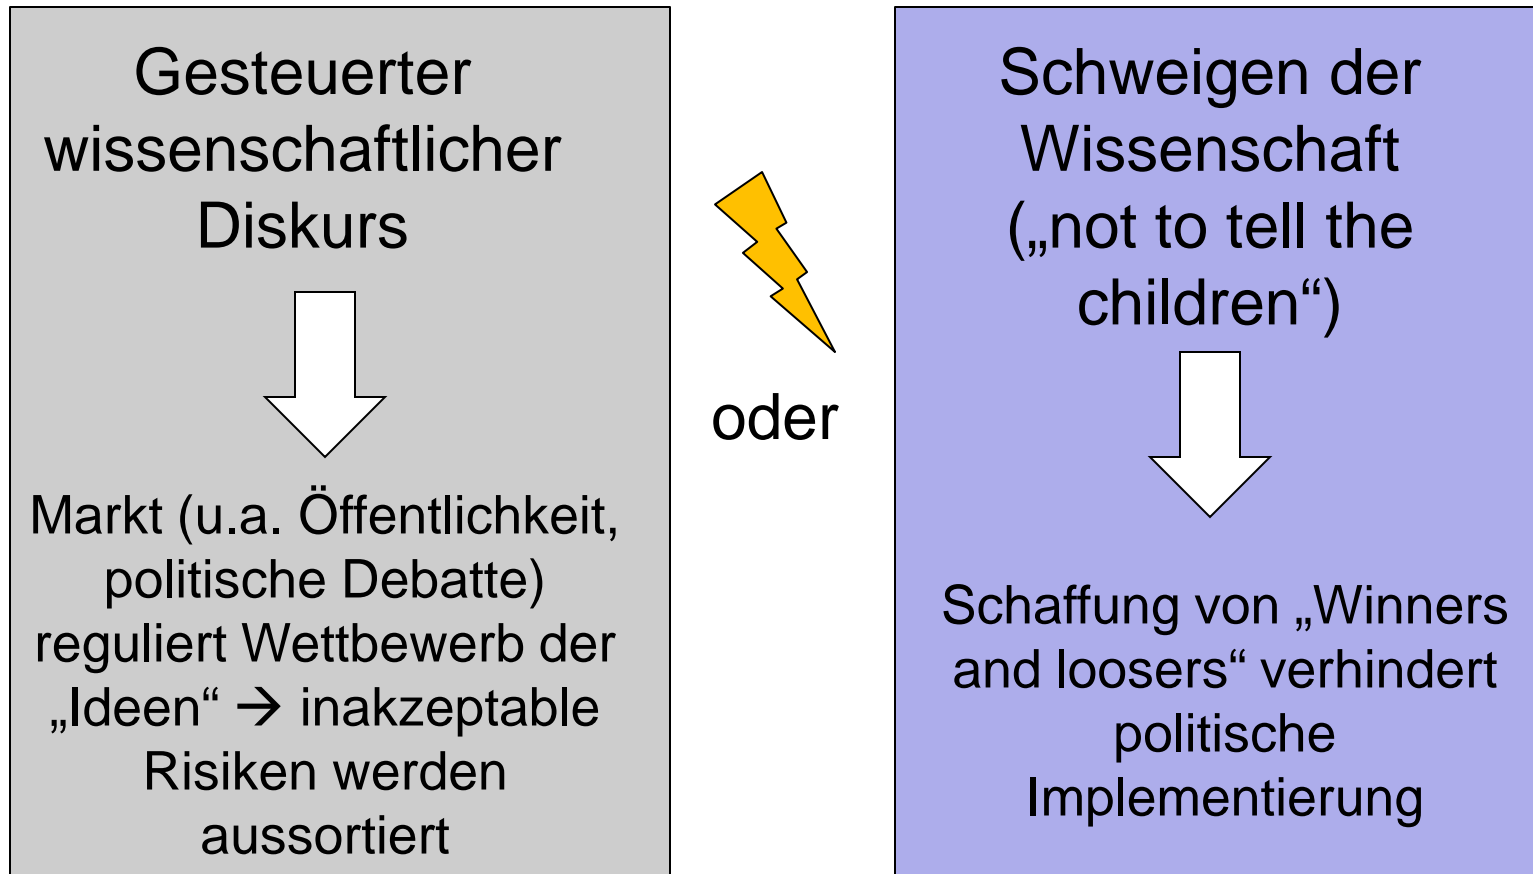 Gesteuerter
wissenschaftlicher
Diskurs
Markt (u.a. Öffentlichkeit,
politische Debatte)
reguliert Wettbewerb der
„Ideen“ → inakzeptable
Risiken werden
aussortiert
oder
Schweigen der
Wissenschaft
(„not to tell the
children“)
Schaffung von „Winners
and loosers“ verhindert
politische
Implementierung